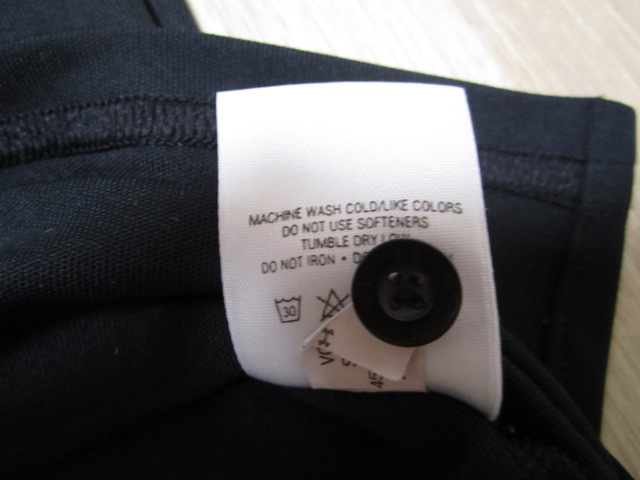 MACHINE WASH COLD/LIKE COLORS
DO NOT USE SOFTENERS
TUMBLE DRY LOW
DO NOT IRON •
30